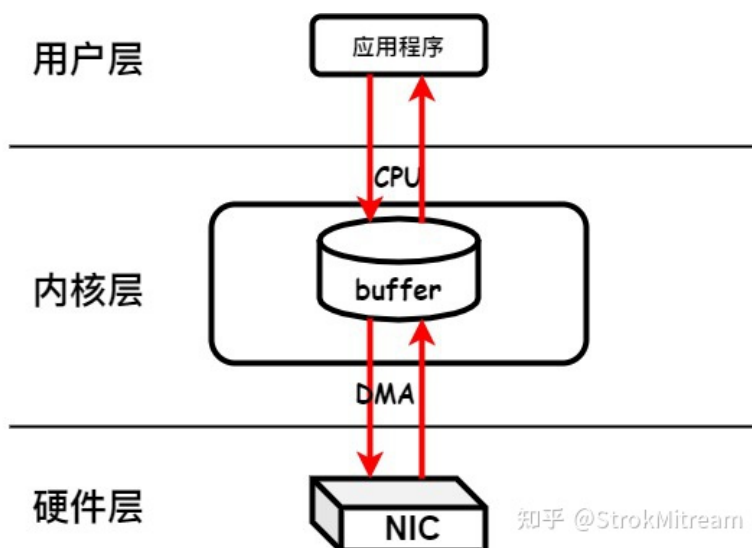 用户层
应用程序
CPU
内核层
buffer
DMA
硬件层
NIC
知乎 @StrokMitream